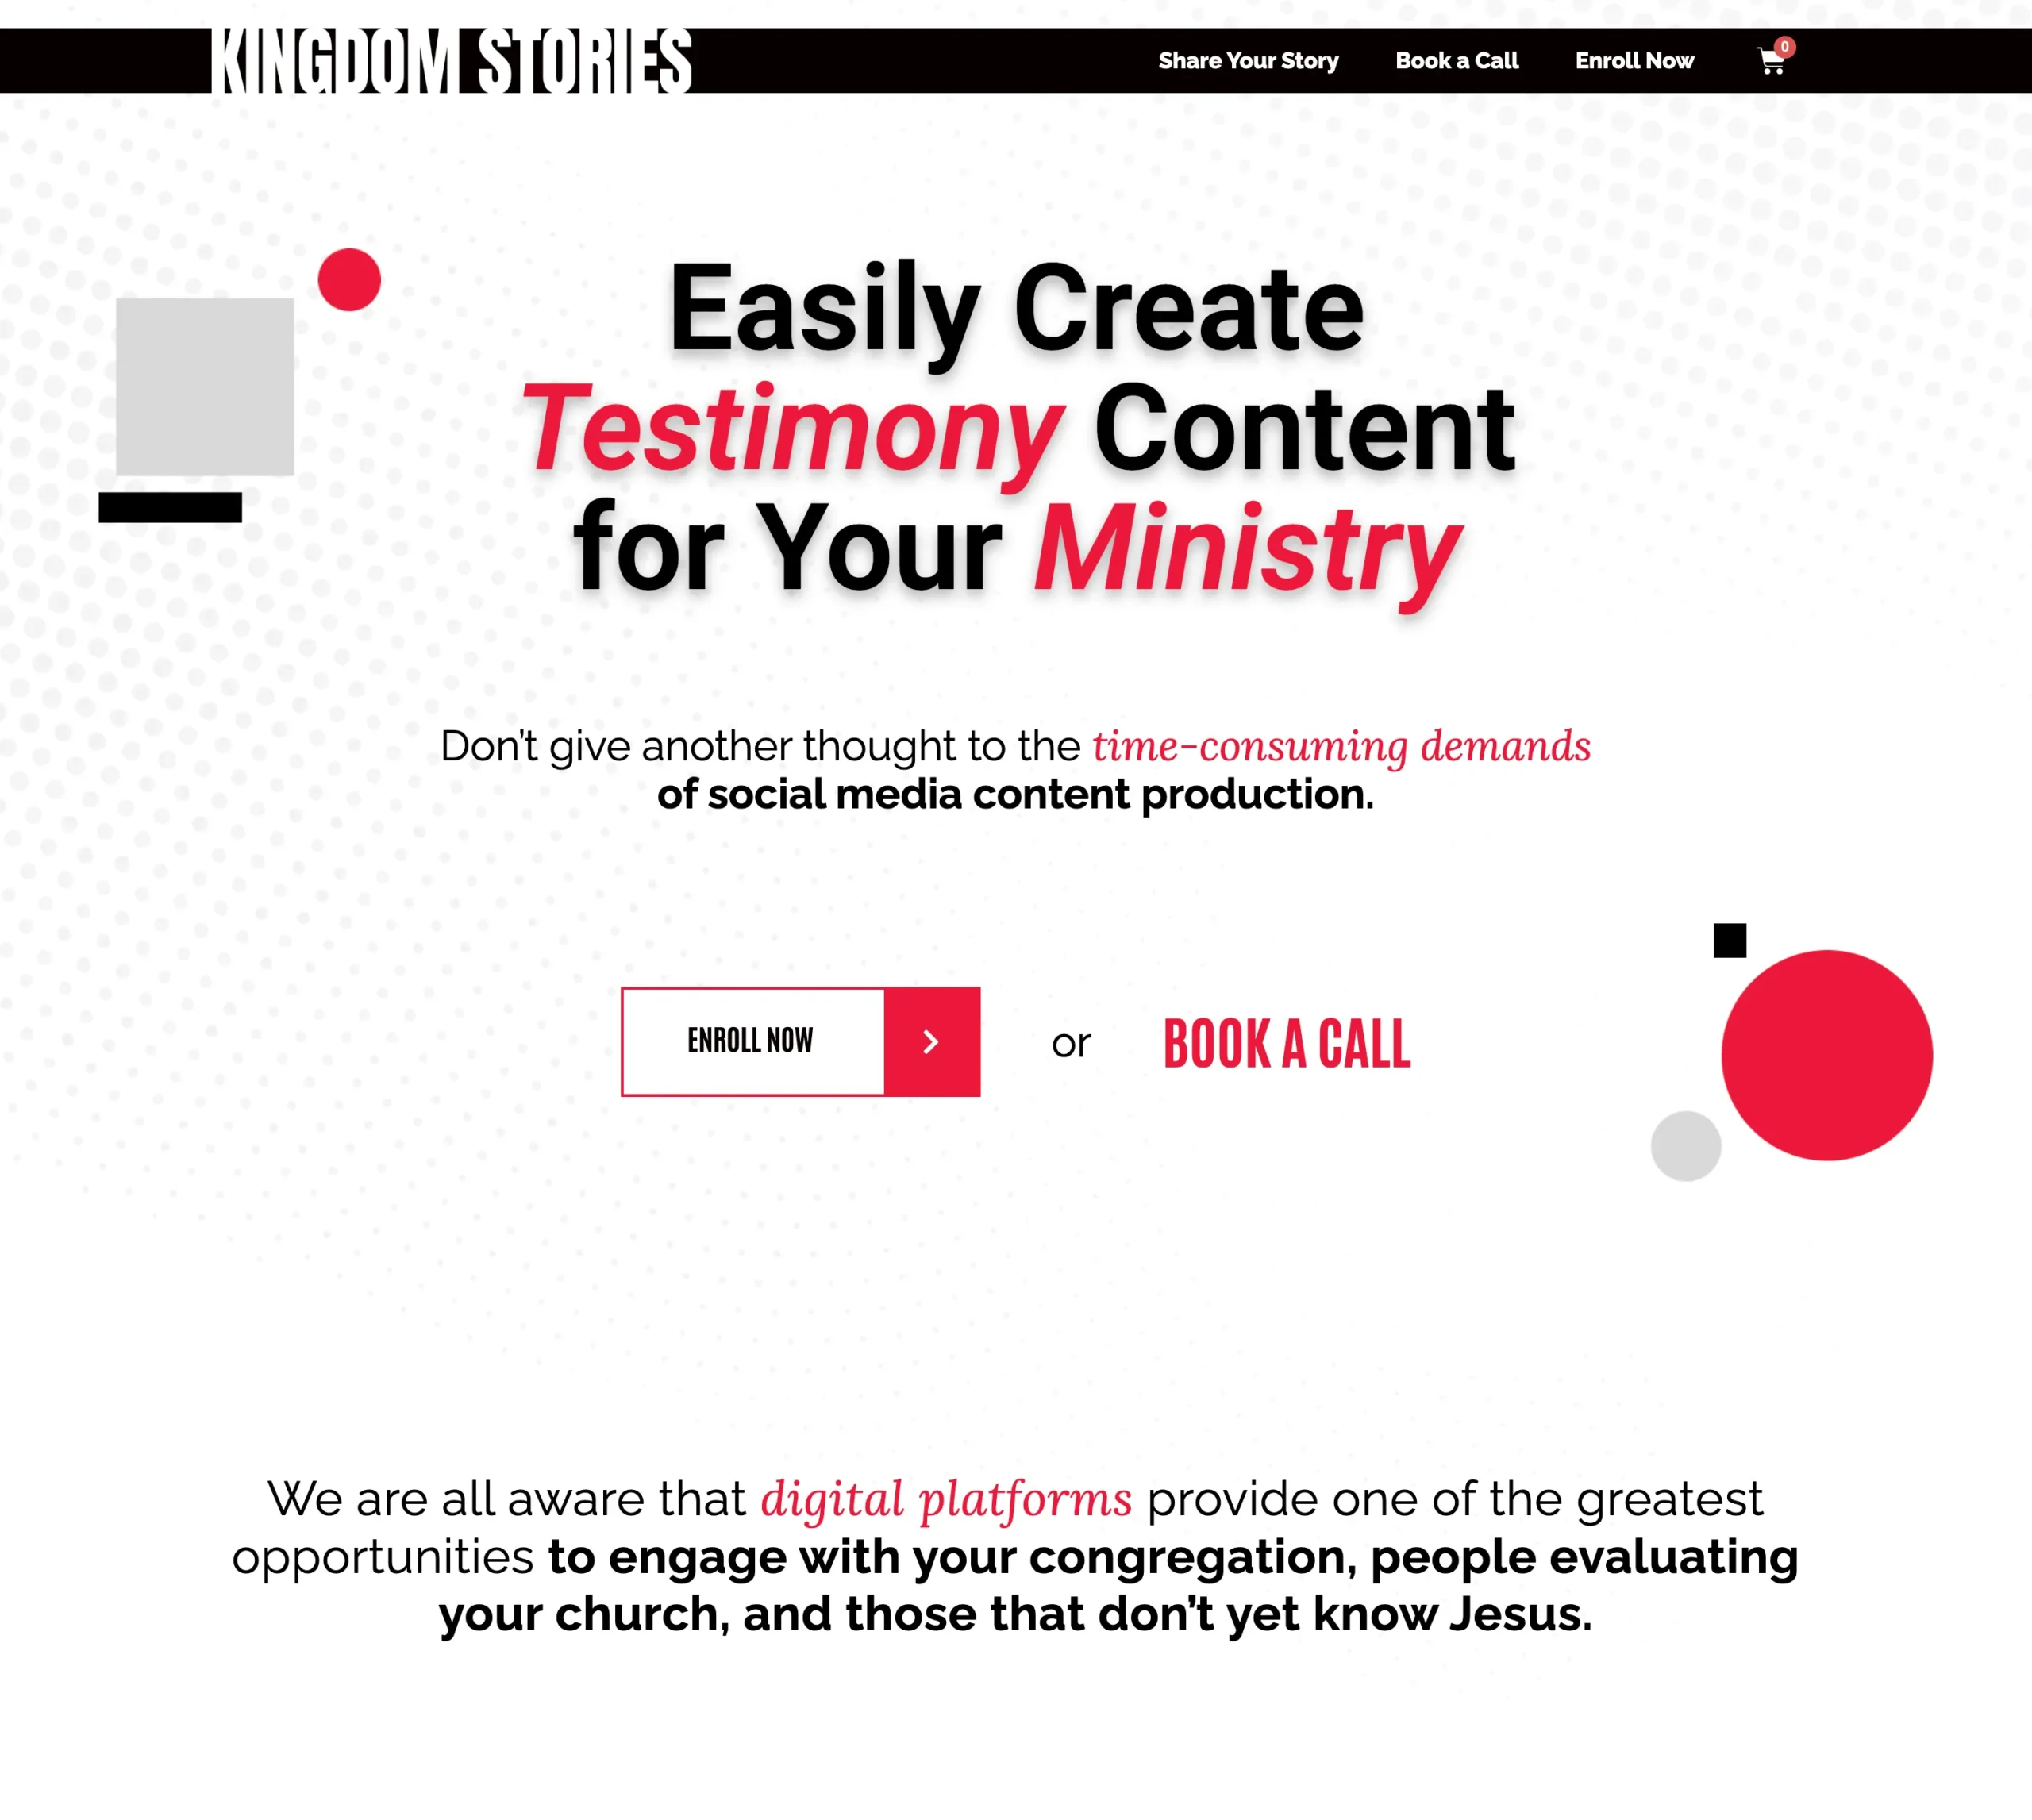 KINGDOM STORIES
Share Your Story
Book a Call
Enroll Now
0
Easily Create
Testimony Content
for Your Ministry
Don’t give another thought to the time-consuming demands
of social media content production.
ENROLL NOW
or
BOOK A CALL
We are all aware that digital platforms provide one of the greatest
opportunities to engage with your congregation, people evaluating
your church, and those that don’t yet know Jesus.